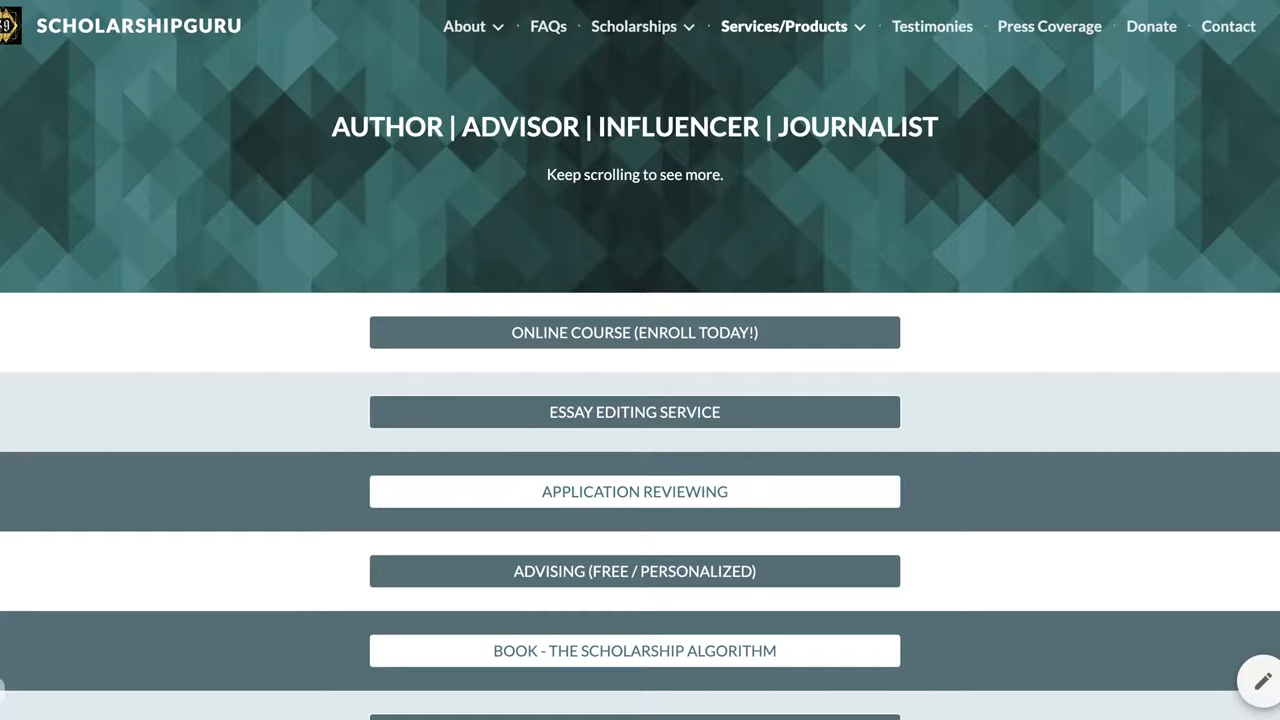 SCHOLARSHIPGURU
About · FAQs · Scholarships · Services/Products · Testimonies · Press Coverage · Donate · Contact
AUTHOR | ADVISOR | INFLUENCER | JOURNALIST
Keep scrolling to see more.
ONLINE COURSE (ENROLL TODAY!)
ESSAY EDITING SERVICE
APPLICATION REVIEWING
ADVISING (FREE / PERSONALIZED)
BOOK - THE SCHOLARSHIP ALGORITHM